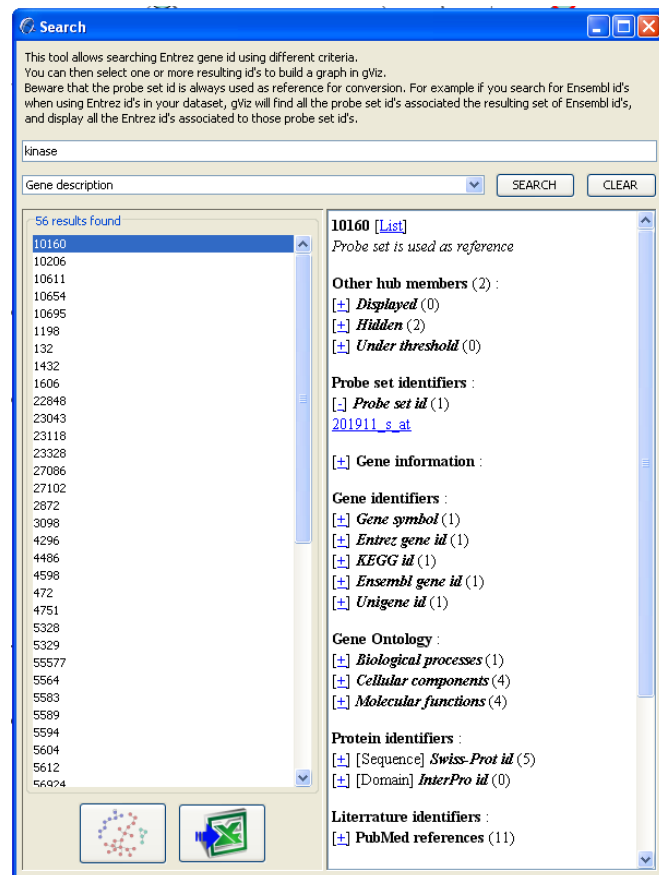 Search
This tool allows searching Entrez gene id using different criteria.
You can then select one or more resulting id's to build a graph in gViz.
Beware that the probe set id is always used as reference for conversion. For example if you search for Ensembl id's
when using Entrez id's in your dataset, gViz will find all the probe set id's associated the resulting set of Ensembl id's,
and display all the Entrez id's associated to those probe set id's.
kinase
Gene description
SEARCH
CLEAR
56 results found
10160
10206
10611
10654
10695
1198
132
1432
1606
22848
23043
23118
23328
27086
27102
2872
3098
4296
4486
4598
472
4751
5328
5329
55577
5564
5583
5589
5594
5604
5612
56924
10160 [List]
Probe set is used as reference
Other hub members (2) :
[+] Displayed (0)
[+] Hidden (2)
[+] Under threshold (0)
Probe set identifiers :
[-] Probe set id (1)
201911_s_at
[+] Gene information :
Gene identifiers :
[+] Gene symbol (1)
[+] Entrez gene id (1)
[+] KEGG id (1)
[+] Ensembl gene id (1)
[+] Unigene id (1)
Gene Ontology :
[+] Biological processes (1)
[+] Cellular components (4)
[+] Molecular functions (4)
Protein identifiers :
[+] [Sequence] Swiss-Prot id (5)
[+] [Domain] InterPro id (0)
Literrature identifiers :
[+] PubMed references (11)